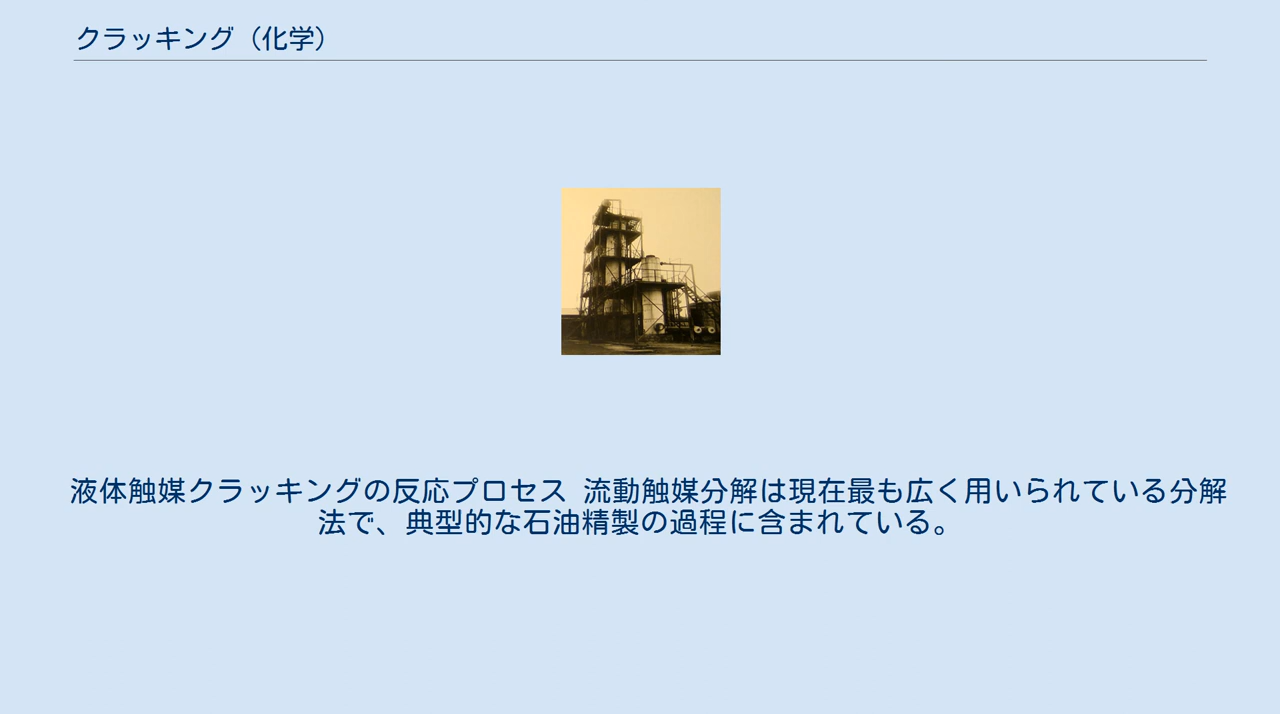 クラッキング（化学）
液体触媒クラッキングの反応プロセス 流動触媒分解は現在最も広く用いられている分解
法で、典型的な石油精製の過程に含まれている。